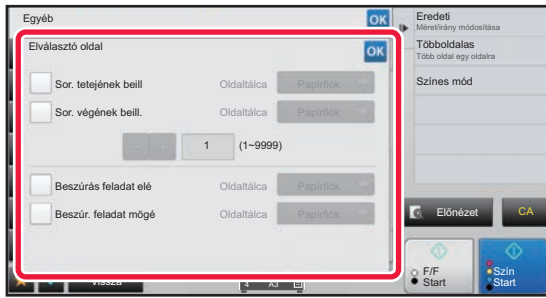 Egyéb
OK
Elválasztó oldal
OK
Sor. tetejének beill
Oldaltálca
Papírfiók
Sor. végének beill.
Oldaltálca
Papírfiók
1
(1~9999)
Beszúrás feladat elé
Oldaltálca
Papírfiók
Beszúr. feladat mögé
Oldaltálca
Papírfiók
Vissza
4
A3
Eredeti
Méret/irány módosítása
Többoldalas
Több oldal egy oldalra
Színes mód
Előnézet
CA
F/F
Start
Szín
Start